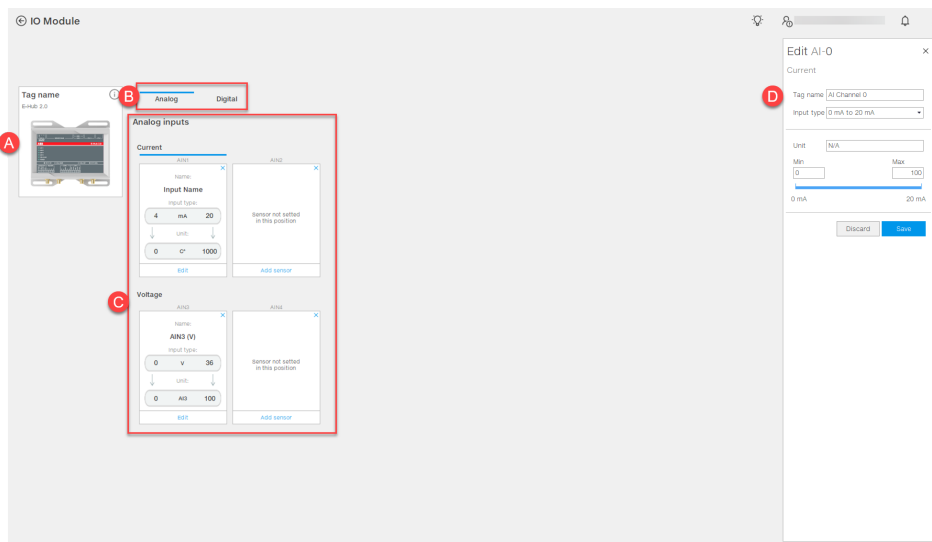 IO Module
Edit AI-0
Current
Tag name
E-Hub 2.0
A
B
Analog
Digital
D
Tag name
AI Channel 0
Input type
0 mA to 20 mA
Analog inputs
Current
AIN1
AIN2
Name:
Input Name
Input type:
4 mA 20
Unit:
0 C° 1000
Edit
Sensor not setted
in this position
Add sensor
Unit
N/A
Min
Max
0
100
0 mA
20 mA
Discard
Save
C
Voltage
AIN3
AIN4
Name:
AIN3 (V)
Input type:
0 V 36
Unit:
0 AI3 100
Edit
Sensor not setted
in this position
Add sensor